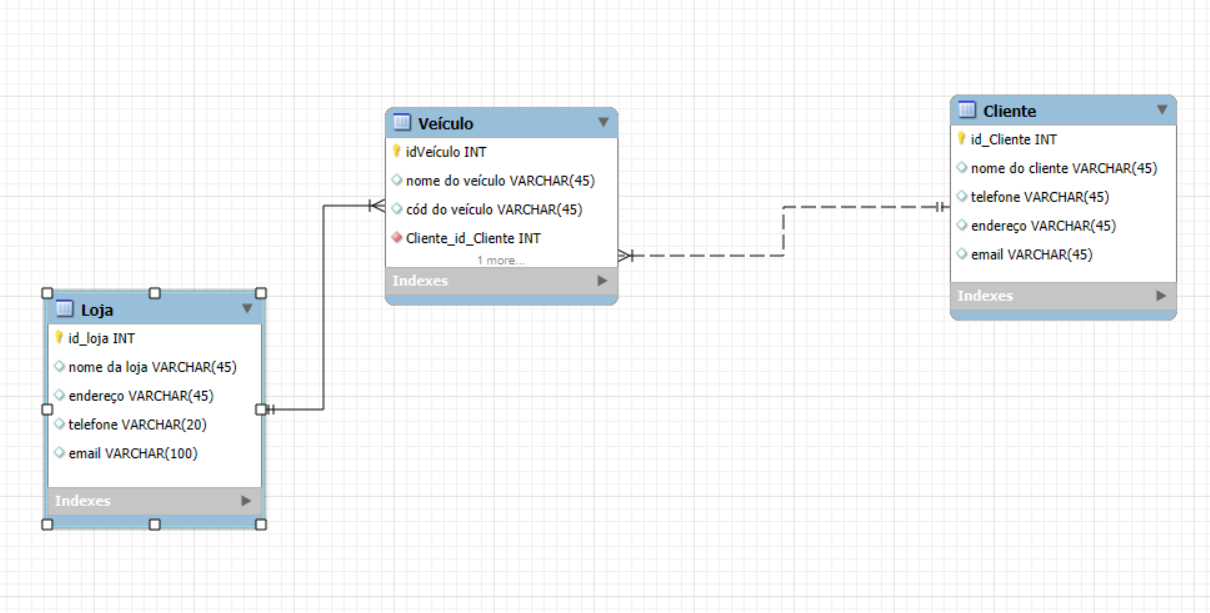 Veículo
idVeículo INT
nome do veículo VARCHAR(45)
cód do veículo VARCHAR(45)
Cliente_id_Cliente INT
1 more...
Indexes
Cliente
id_Cliente INT
nome do cliente VARCHAR(45)
telefone VARCHAR(45)
endereço VARCHAR(45)
email VARCHAR(45)
Indexes
Loja
id_loja INT
nome da loja VARCHAR(45)
endereço VARCHAR(45)
telefone VARCHAR(20)
email VARCHAR(100)
Indexes